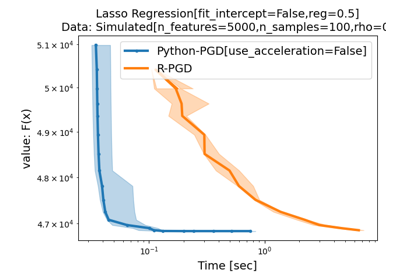 Lasso Regression[fit_intercept=False,reg=0.5]
Data: Simulated[n_features=5000,n_samples=100,rho=0
Python-PGD[use_acceleration=False]
R-PGD
value: F(x)
5.1 × 10⁴
5 × 10⁴
4.9 × 10⁴
4.8 × 10⁴
4.7 × 10⁴
10⁻¹ 10⁰
Time [sec]